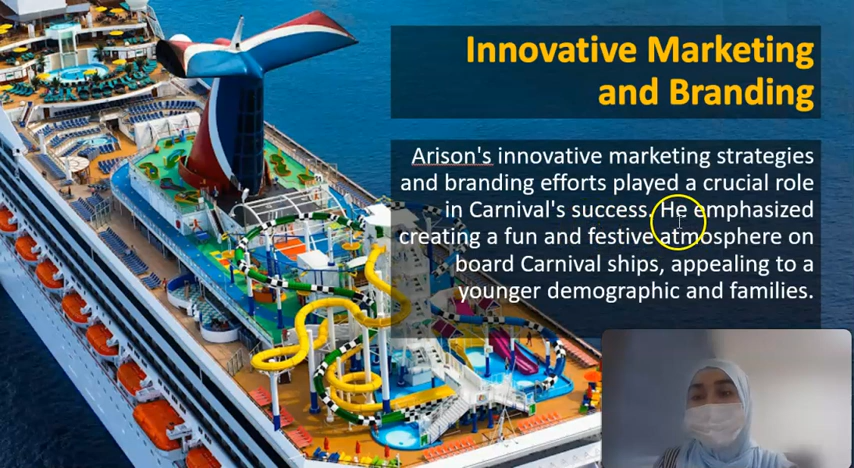 Innovative Marketing
and Branding
Arison's innovative marketing strategies
and branding efforts played a crucial role
in Carnival's success. He emphasized
creating a fun and festive atmosphere on
board Carnival ships, appealing to a
younger demographic and families.